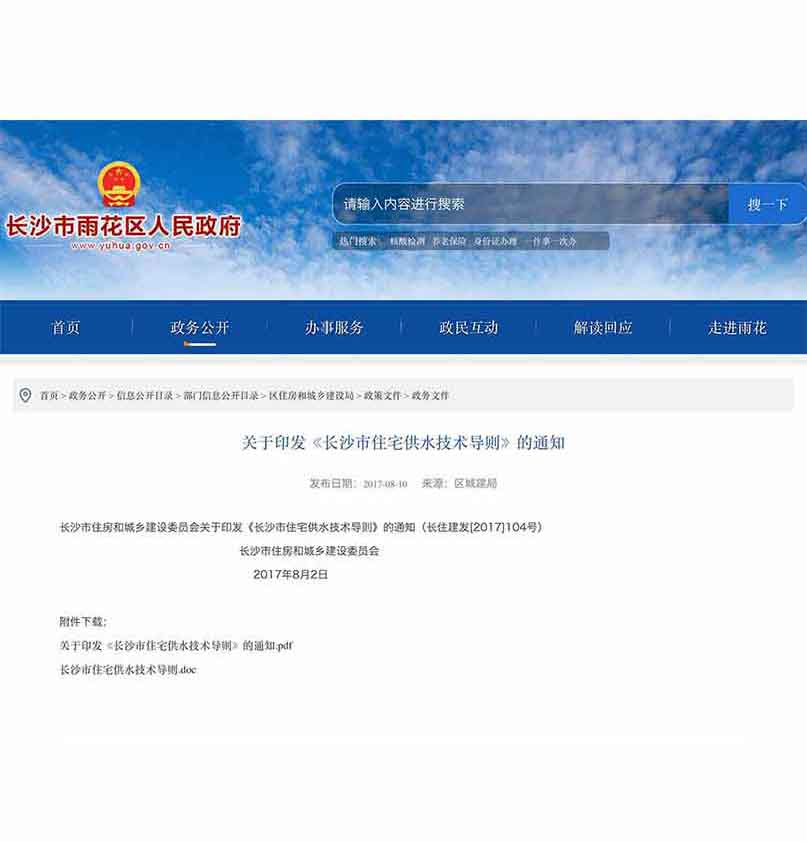 长沙市雨花区人民政府
www.yuhua.gov.cn
请输入内容进行搜索
搜一下
热门搜索： 核酸检测 养老保险 身份证办理 一件事一次办
首页 政务公开 办事服务 政民互动 解读回应 走进雨花
首页 > 政务公开 > 信息公开目录 > 部门信息公开目录 > 区住房和城乡建设局 > 政策文件 > 政务文件
关于印发《长沙市住宅供水技术导则》的通知
发布日期：2017-08-10 来源：区城建局
长沙市住房和城乡建设委员会关于印发《长沙市住宅供水技术导则》的通知（长住建发[2017]104号）
长沙市住房和城乡建设委员会
2017年8月2日
附件下载：
关于印发《长沙市住宅供水技术导则》的通知.pdf
长沙市住宅供水技术导则.doc